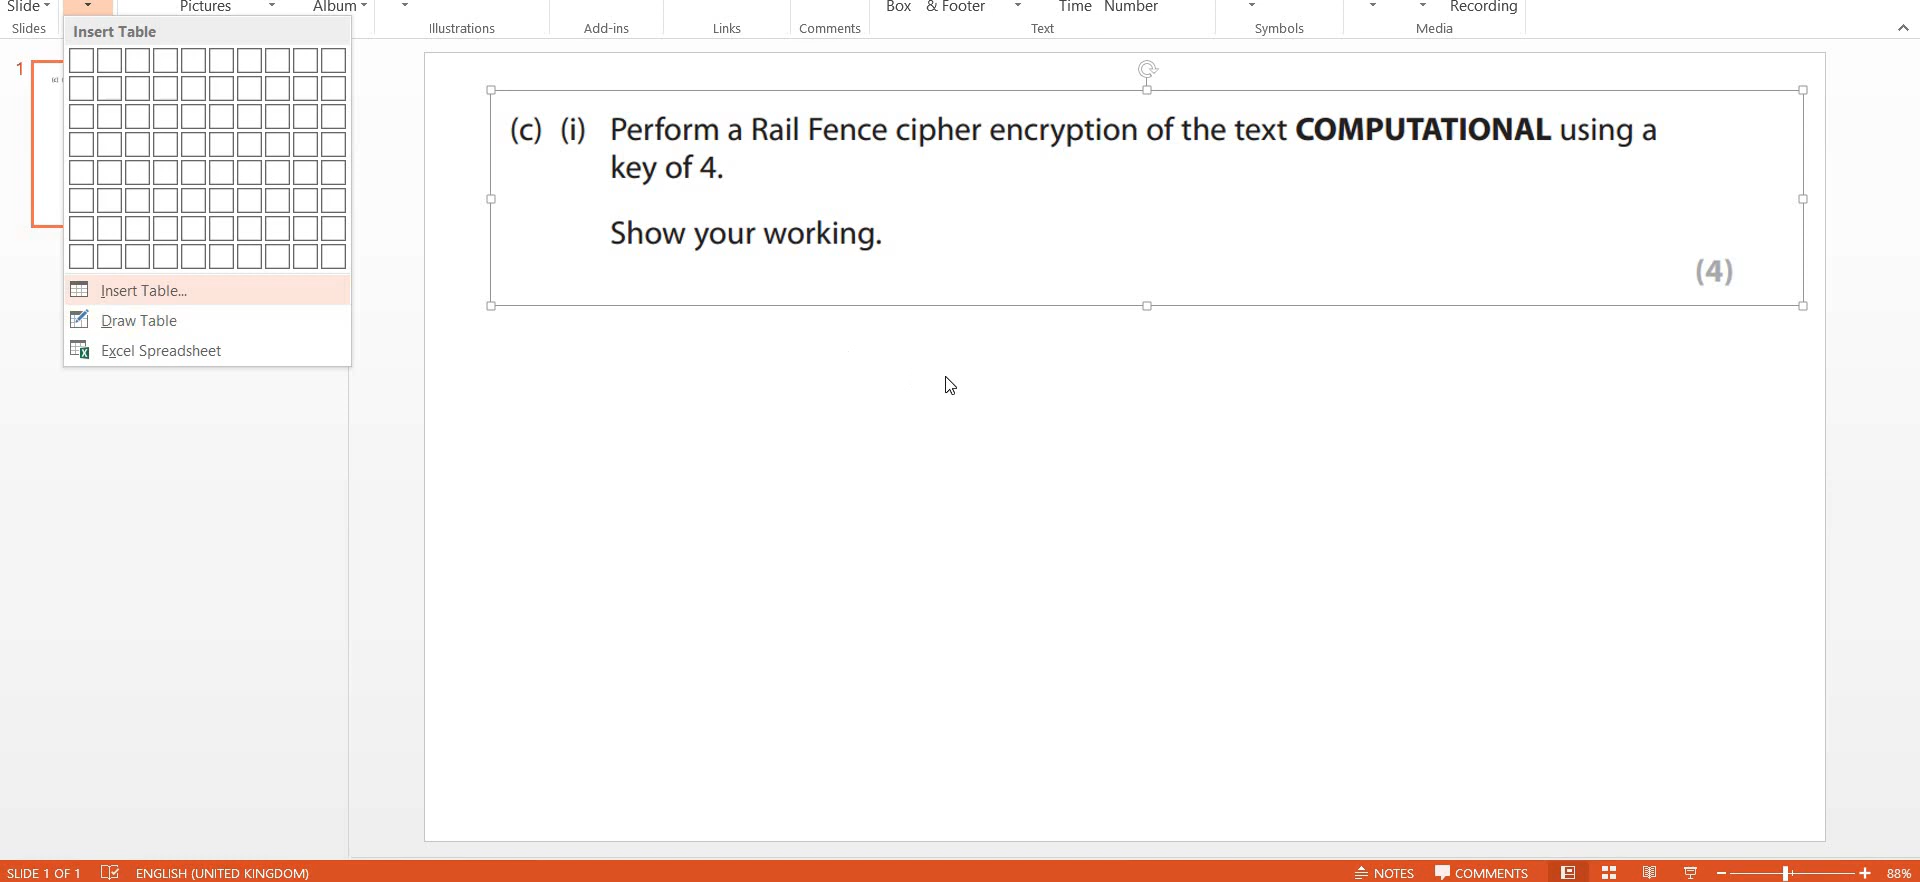 Slide Pictures Album Box & Footer Time Number Recording
Slides Illustrations Add-ins Links Comments Text Symbols Media
Insert Table
1
(c) (i) Perform a Rail Fence cipher encryption of the text COMPUTATIONAL using a
key of 4.
Show your working.
(4)
Insert Table...
Draw Table
Excel Spreadsheet
SLIDE 1 OF 1 ENGLISH (UNITED KINGDOM) NOTES COMMENTS 88%